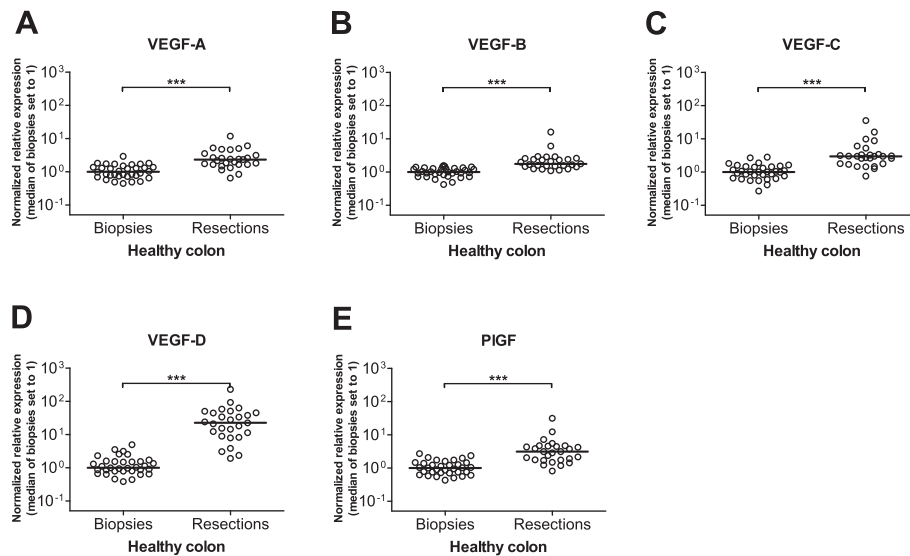 A
VEGF-A
Normalized relative expression
(median of biopsies set to 1)
10³
10²
10¹
10⁰
10⁻¹
***
Biopsies Resections
Healthy colon
B
VEGF-B
Normalized relative expression
(median of biopsies set to 1)
10³
10²
10¹
10⁰
10⁻¹
***
Biopsies Resections
Healthy colon
C
VEGF-C
Normalized relative expression
(median of biopsies set to 1)
10³
10²
10¹
10⁰
10⁻¹
***
Biopsies Resections
Healthy colon
D
VEGF-D
Normalized relative expression
(median of biopsies set to 1)
10³
10²
10¹
10⁰
10⁻¹
***
Biopsies Resections
Healthy colon
E
PlGF
Normalized relative expression
(median of biopsies set to 1)
10³
10²
10¹
10⁰
10⁻¹
***
Biopsies Resections
Healthy colon